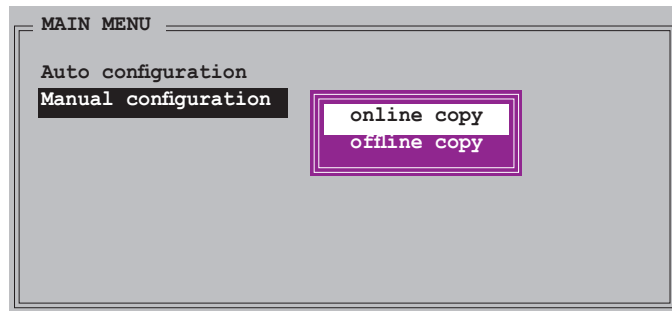 MAIN MENU
Auto configuration
Manual configuration
online copy
offline copy